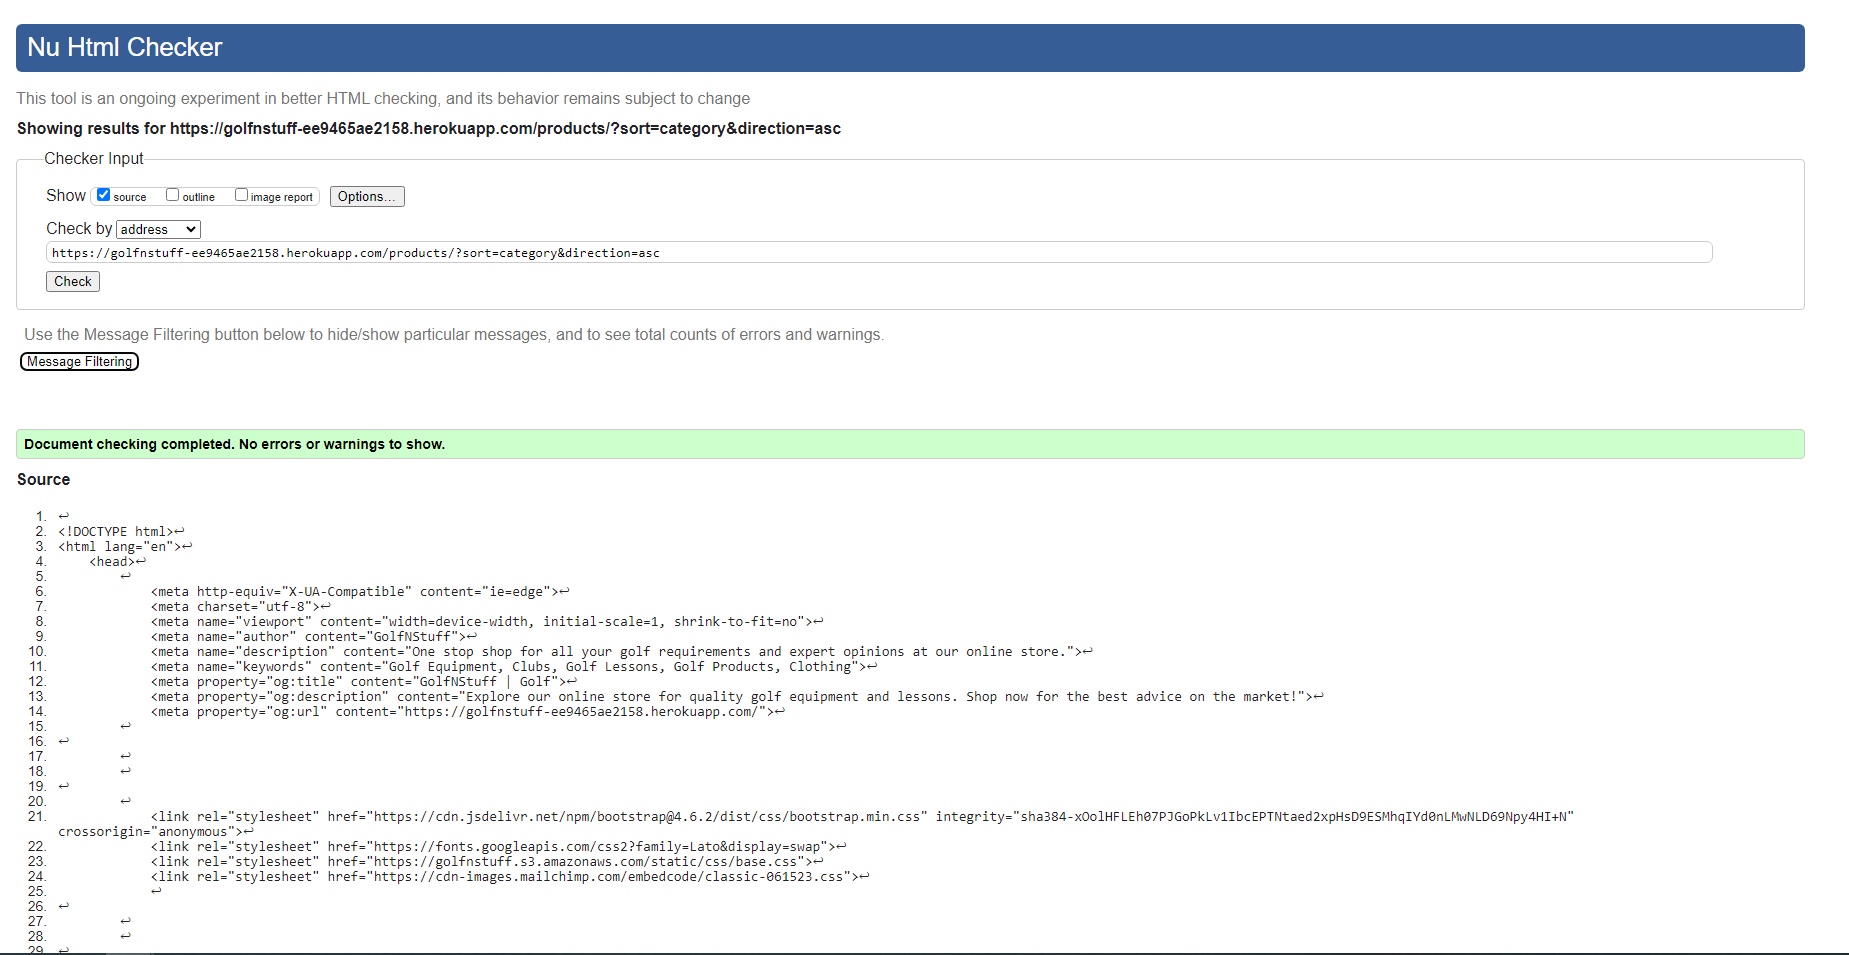 Nu Html Checker
This tool is an ongoing experiment in better HTML checking, and its behavior remains subject to change
Showing results for https://golfnstuff-ee9465ae2158.herokuapp.com/products/?sort=category&direction=asc
Checker Input
Show source outline image report Options...
Check by address
https://golfnstuff-ee9465ae2158.herokuapp.com/products/?sort=category&direction=asc
Check
Use the Message Filtering button below to hide/show particular messages, and to see total counts of errors and warnings.
Message Filtering
Document checking completed. No errors or warnings to show.
Source
1. ↩
2. <!DOCTYPE html>↩
3. <html lang="en">↩
4. <head>↩
5. ↩
6. <meta http-equiv="X-UA-Compatible" content="ie=edge">↩
7. <meta charset="utf-8">↩
8. <meta name="viewport" content="width=device-width, initial-scale=1, shrink-to-fit=no">↩
9. <meta name="author" content="GolfNStuff">↩
10. <meta name="description" content="One stop shop for all your golf requirements and expert opinions at our online store.">↩
11. <meta name="keywords" content="Golf Equipment, Clubs, Golf Lessons, Golf Products, Clothing">↩
12. <meta property="og:title" content="GolfNStuff | Golf">↩
13. <meta property="og:description" content="Explore our online store for quality golf equipment and lessons. Shop now for the best advice on the market!">↩
14. <meta property="og:url" content="https://golfnstuff-ee9465ae2158.herokuapp.com/">↩
15. ↩
16. ↩
17. ↩
18. ↩
19. ↩
20. ↩
21. <link rel="stylesheet" href="https://cdn.jsdelivr.net/npm/bootstrap@4.6.2/dist/css/bootstrap.min.css" integrity="sha384-xOolHFLEh07PJGoPkLv1IbcEPTNtaed2xpHsD9ESMhqIYd0nLMwNLD69Npy4HI+N"
crossorigin="anonymous">↩
22. <link rel="stylesheet" href="https://fonts.googleapis.com/css2?family=Lato&display=swap">↩
23. <link rel="stylesheet" href="https://golfnstuff.s3.amazonaws.com/static/css/base.css">↩
24. <link rel="stylesheet" href="https://cdn-images.mailchimp.com/embedcode/classic-061523.css">↩
25. ↩
26. ↩
27. ↩
28. ↩
29. ↩